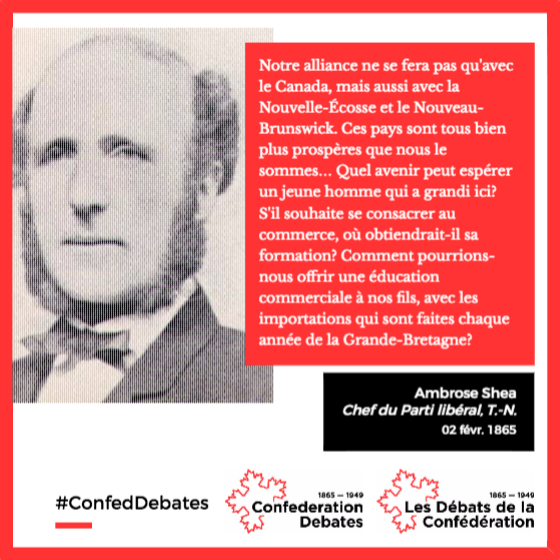 Notre alliance ne se fera pas qu'avec
le Canada, mais aussi avec la
Nouvelle-Écosse et le Nouveau-
Brunswick. Ces pays sont tous bien
plus prospères que nous le
sommes... Quel avenir peut espérer
un jeune homme qui a grandi ici?
S'il souhaite se consacrer au
commerce, où obtiendrait-il sa
formation? Comment pourrions-
nous offrir une éducation
commerciale à nos fils, avec les
importations qui sont faites chaque
année de la Grande-Bretagne?
Ambrose Shea
Chef du Parti libéral, T.-N.
02 févr. 1865
#ConfedDebates
1865 — 1949
Confederation
Debates
1865 — 1949
Les Débats de la
Confédération